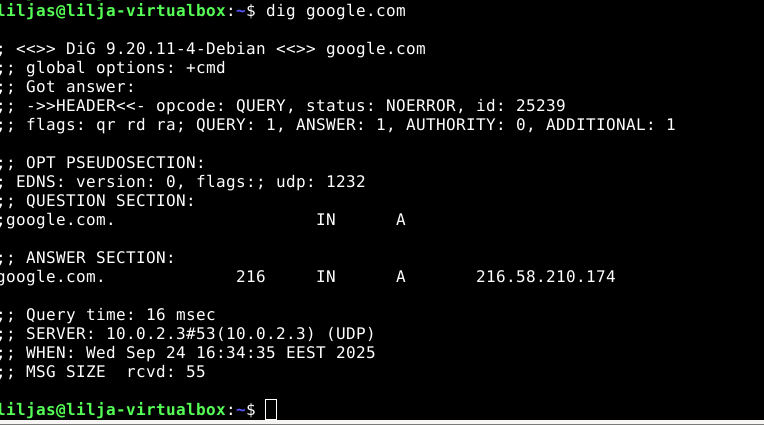 liljas@lilja-virtualbox:~$ dig google.com
; <<>> DiG 9.20.11-4-Debian <<>> google.com
;; global options: +cmd
;; Got answer:
;; ->>HEADER<<- opcode: QUERY, status: NOERROR, id: 25239
;; flags: qr rd ra; QUERY: 1, ANSWER: 1, AUTHORITY: 0, ADDITIONAL: 1
;; OPT PSEUDOSECTION:
; EDNS: version: 0, flags:; udp: 1232
;; QUESTION SECTION:
;google.com. IN A
;; ANSWER SECTION:
google.com. 216 IN A 216.58.210.174
;; Query time: 16 msec
;; SERVER: 10.0.2.3#53(10.0.2.3) (UDP)
;; WHEN: Wed Sep 24 16:34:35 EEST 2025
;; MSG SIZE rcvd: 55
liljas@lilja-virtualbox:~$